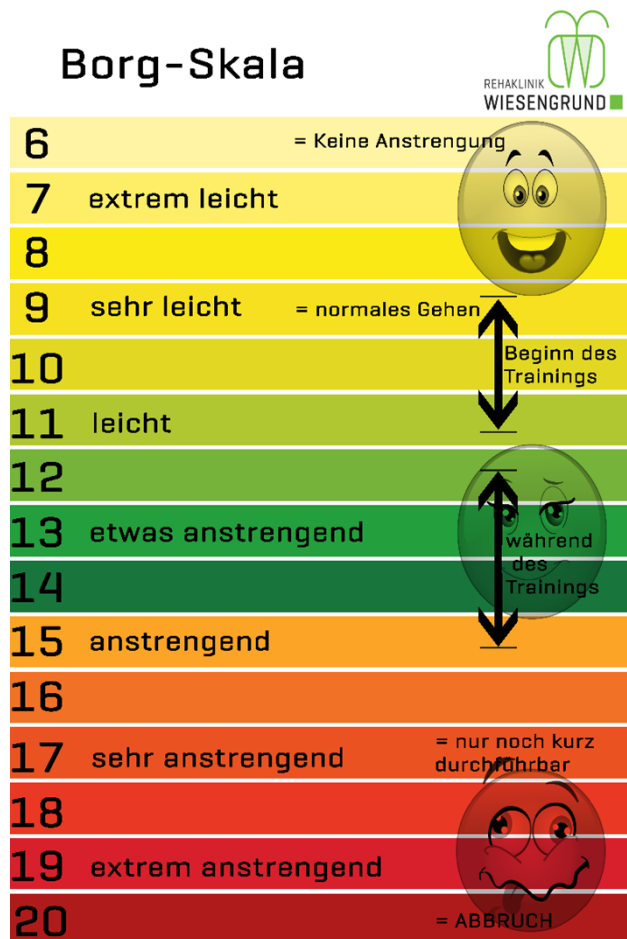 Borg-Skala
REHAKLINIK
WIESENGRUND
6 = Keine Anstrengung
7 extrem leicht
8
9 sehr leicht = normales Gehen
10
Beginn des
Trainings
11 leicht
12
13 etwas anstrengend
während
des
Trainings
14
15 anstrengend
16
17 sehr anstrengend
= nur noch kurz
durchführbar
18
19 extrem anstrengend
20 = ABBRUCH